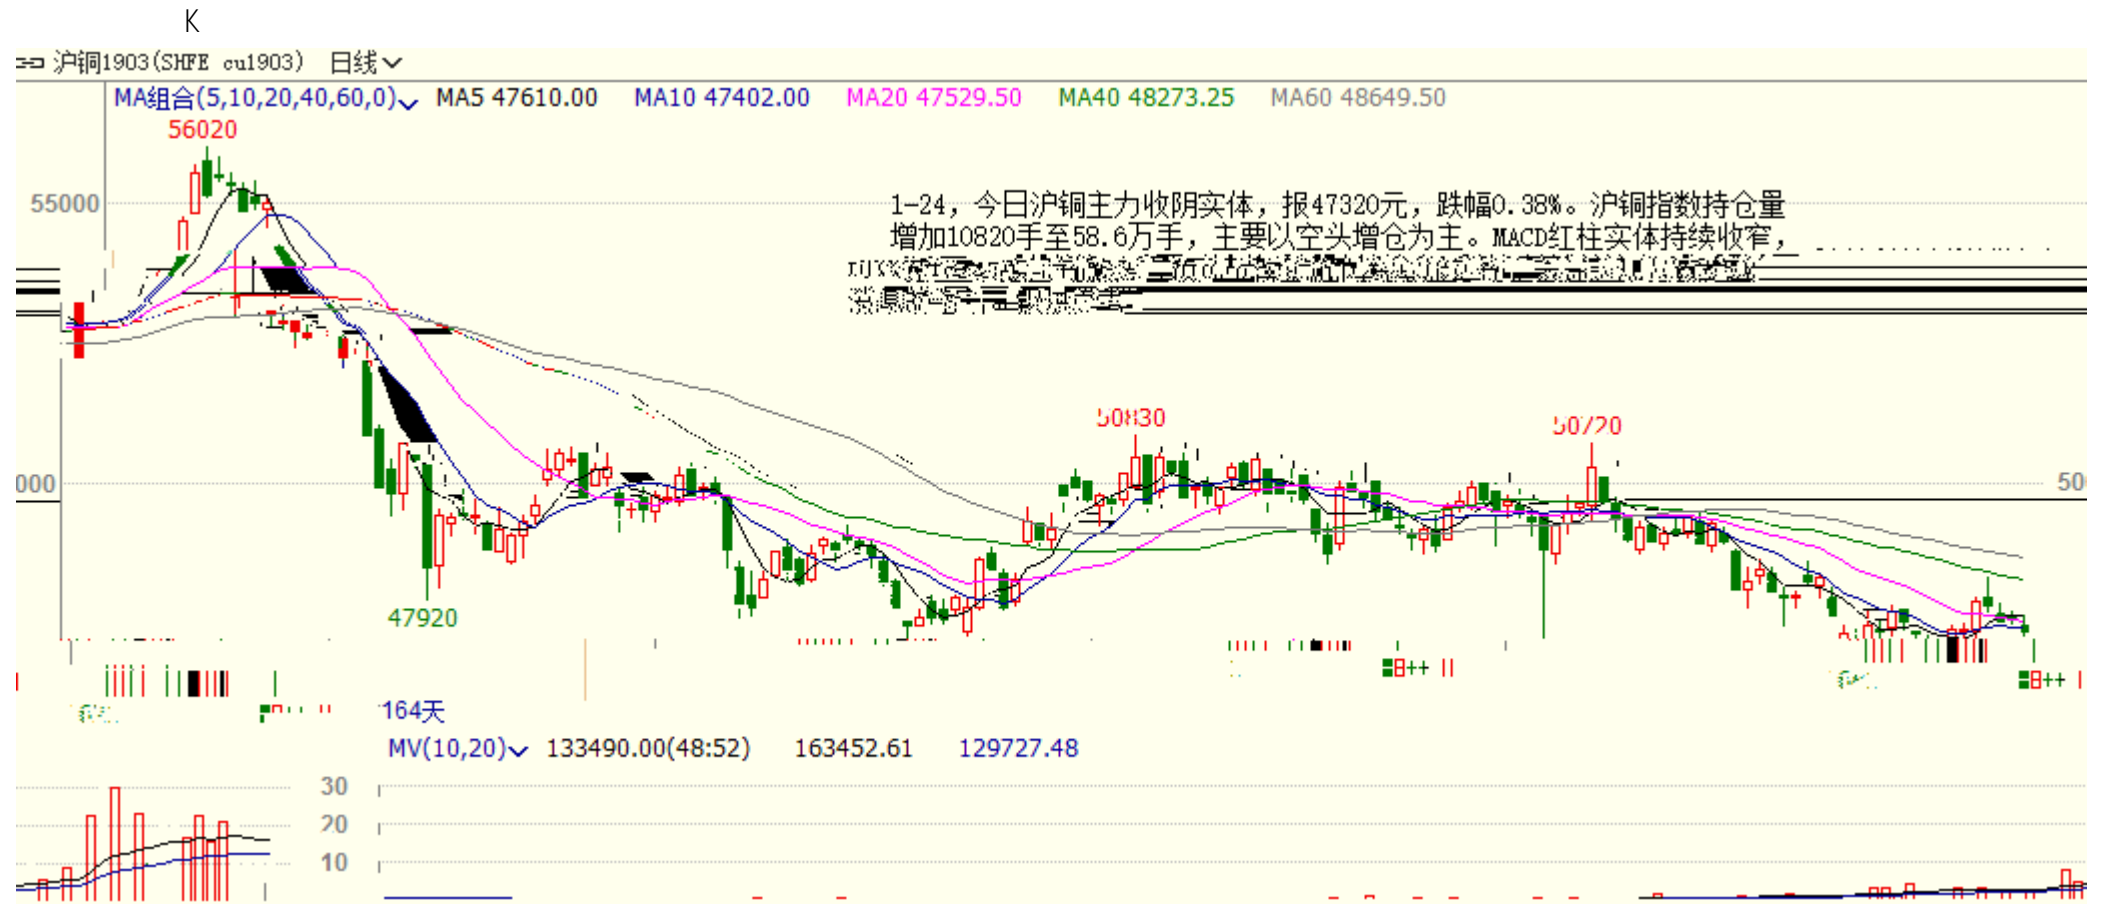 K
沪铜1903(SHFE cu1903) 日线
MA组合(5,10,20,40,60,0) MA5 47610.00 MA10 47402.00 MA20 47529.50 MA40 48273.25 MA60 48649.50
56020
55000
1-24，今日沪铜主力收阴实体，报47320元，跌幅0.38%。沪铜指数持仓量
增加10820手至58.6万手，主要以空头增仓为主。MACD红柱实体持续收窄，
50830
50720
000
500
47920
164天
MV(10,20) 133490.00(48:52) 163452.61 129727.48
30
20
10